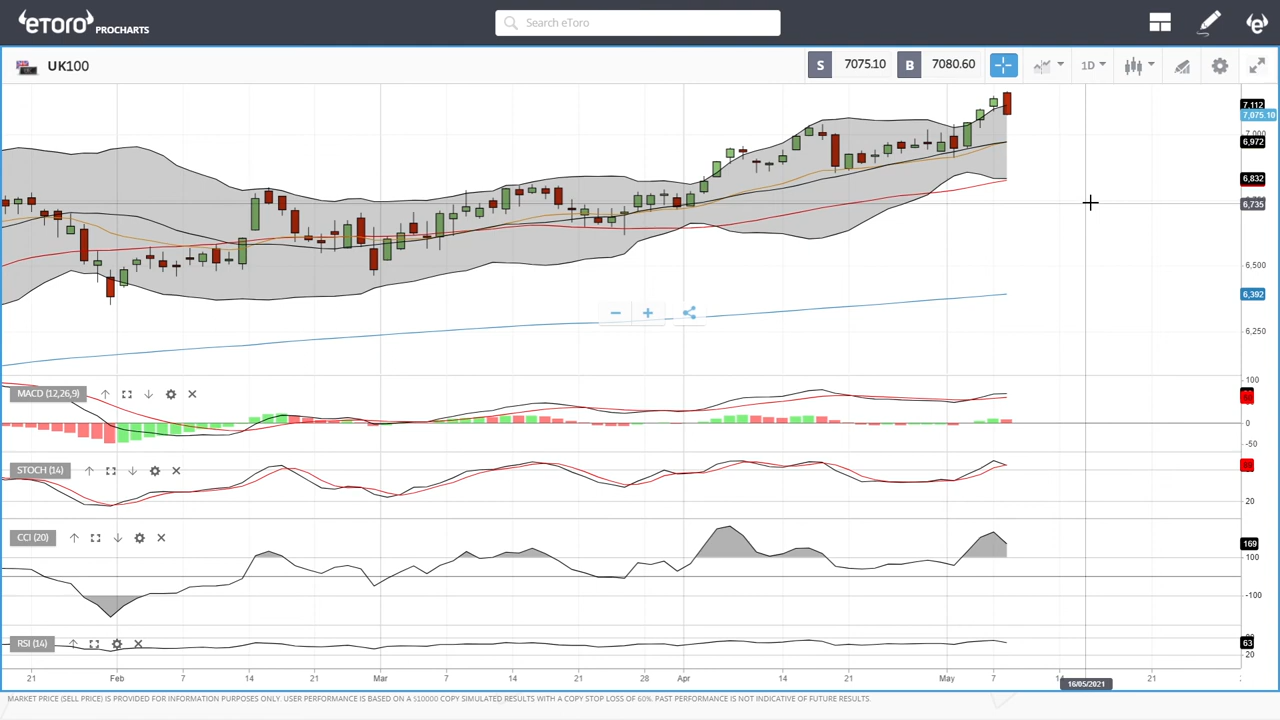 eToro PROCHARTS
Search eToro
UK100
S 7075.10 B 7080.60
1D
7,112
7,075.10
7,000
6,972
6,832
6,735
6,500
6,392
6,250
MACD (12,26,9)
100
0
-50
STOCH (14)
20
CCI (20)
169
100
-100
RSI (14)
63
20
21 Feb 7 14 21 Mar 7 14 21 28 Apr 14 21 May 7 14 21
16/05/2021
MARKET PRICE (SELL PRICE) IS PROVIDED FOR INFORMATION PURPOSES ONLY. USER PERFORMANCE IS BASED ON A $10000 COPY SIMULATED RESULTS WITH A COPY STOP LOSS OF 60%. PAST PERFORMANCE IS NOT INDICATIVE OF FUTURE RESULTS.